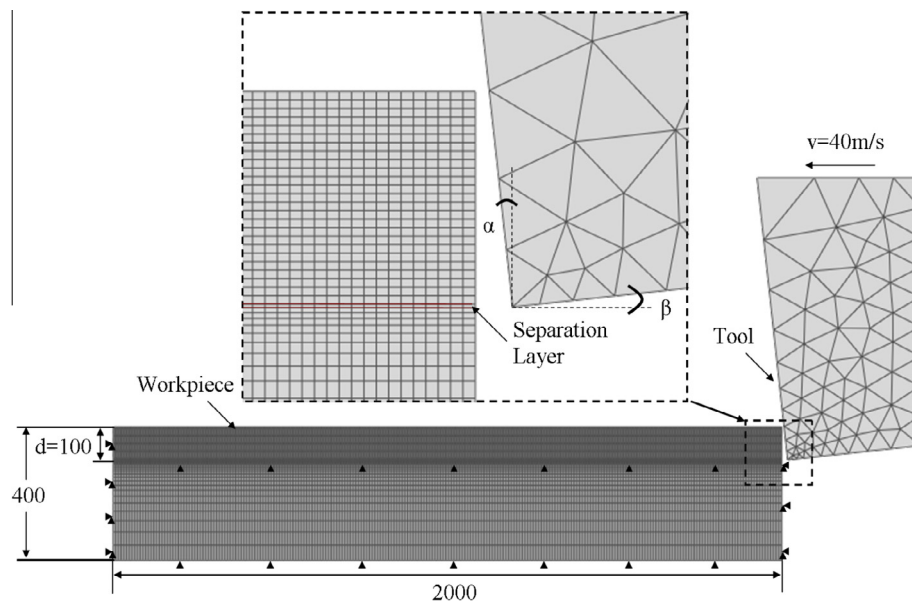 v=40m/s
α
β
Separation
Layer
Tool
Workpiece
d=100
400
2000